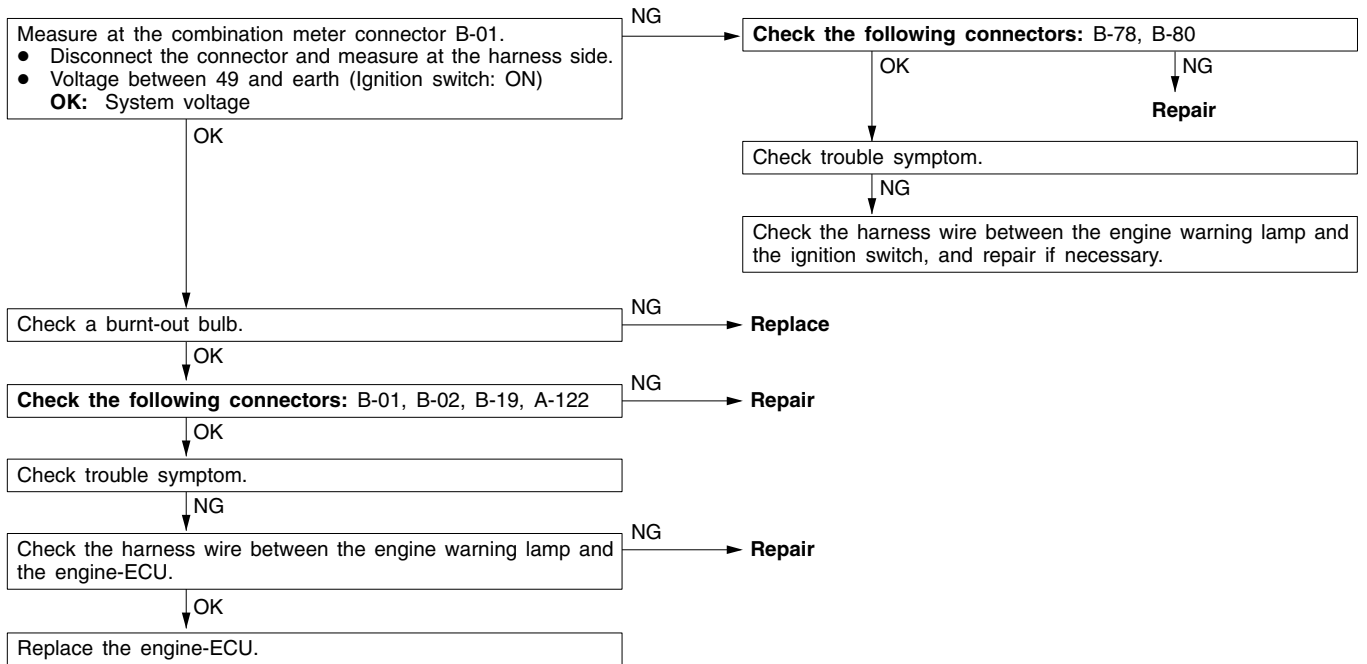 Measure at the combination meter connector B-01.
● Disconnect the connector and measure at the harness side.
● Voltage between 49 and earth (Ignition switch: ON)
OK: System voltage
NG
Check the following connectors: B-78, B-80
OK
NG
Repair
Check trouble symptom.
NG
Check the harness wire between the engine warning lamp and
the ignition switch, and repair if necessary.
OK
Check a burnt-out bulb.
NG
Replace
OK
Check the following connectors: B-01, B-02, B-19, A-122
NG
Repair
OK
Check trouble symptom.
NG
Check the harness wire between the engine warning lamp and
the engine-ECU.
NG
Repair
OK
Replace the engine-ECU.